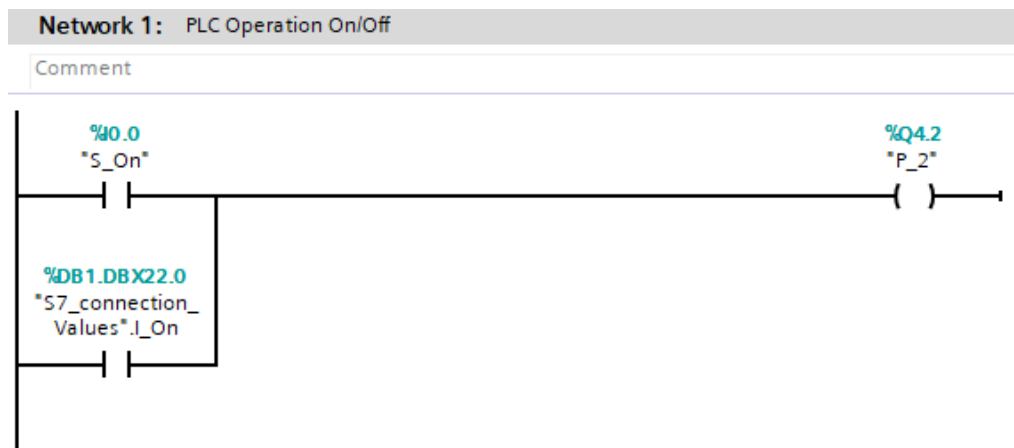 Network 1: PLC Operation On/Off
Comment
%I0.0
"S_On"
%Q4.2
"P_2"
%DB1.DBX22.0
"S7_connection_
Values".I_On